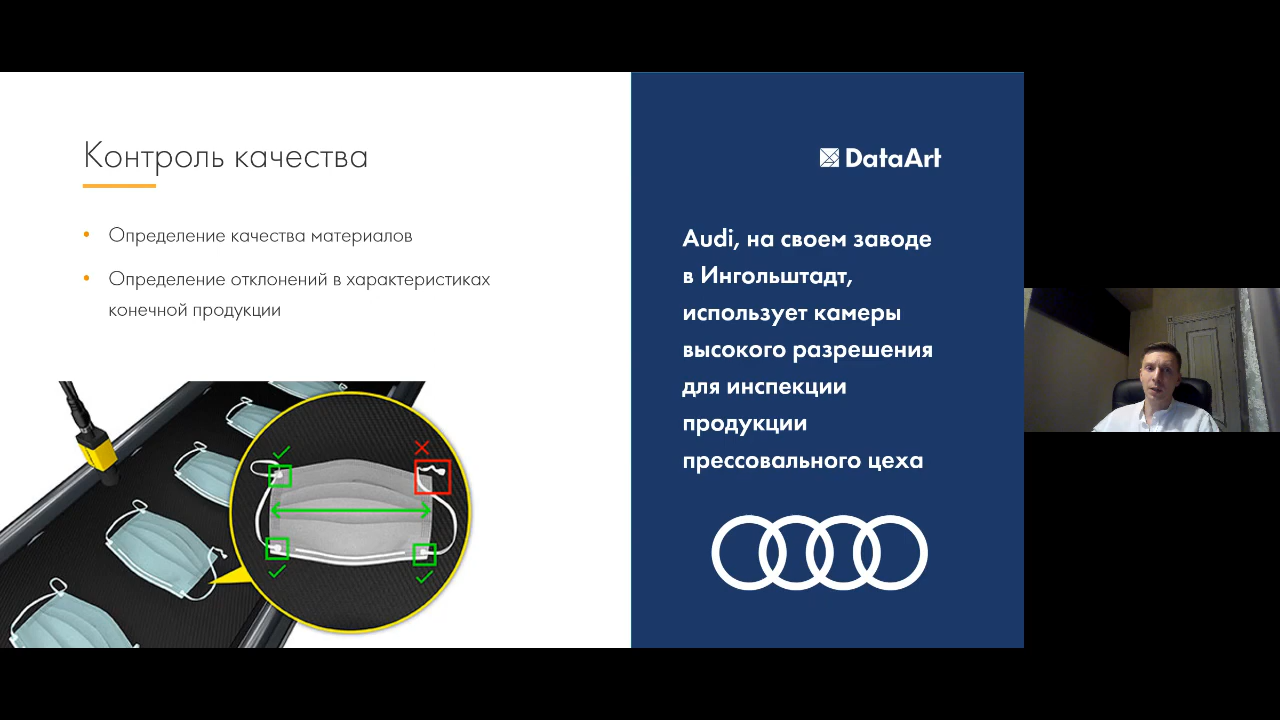 Контроль качества
• Определение качества материалов
• Определение отклонений в характеристиках
конечной продукции
DataArt
Audi, на своем заводе
в Ингольштадт,
использует камеры
высокого разрешения
для инспекции
продукции
прессовального цеха